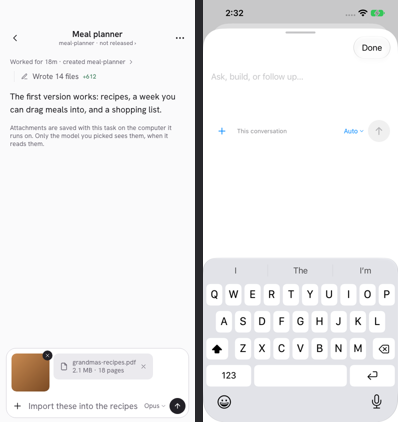 Meal planner
meal-planner · not released ›
Worked for 18m · created meal-planner ›
Wrote 14 files +612
The first version works: recipes, a week you
can drag meals into, and a shopping list.
Attachments are saved with this task on the computer it
runs on. Only the model you picked sees them, when it
reads them.
grandmas-recipes.pdf
2.1 MB · 18 pages
Import these into the recipes
Opus
2:32
Done
Ask, build, or follow up...
This conversation
Auto
I The I'm
Q W E R T Y U I O P
A S D F G H J K L
Z X C V B N M
123